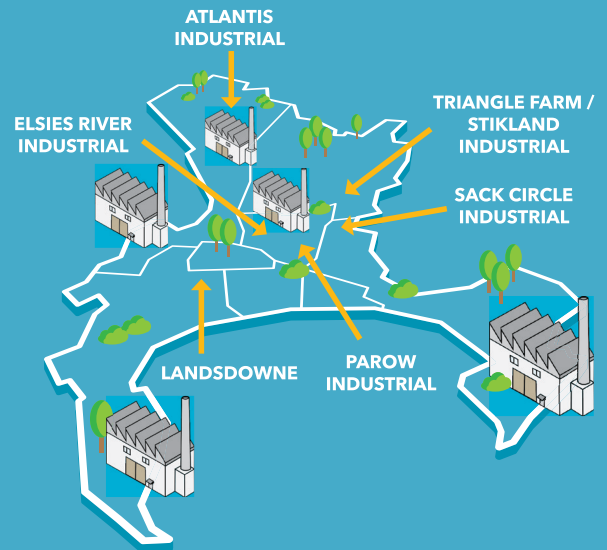 ATLANTIS
INDUSTRIAL
ELSIES RIVER
INDUSTRIAL
TRIANGLE FARM /
STIKLAND
INDUSTRIAL
SACK CIRCLE
INDUSTRIAL
LANDSDOWNE
PAROW
INDUSTRIAL